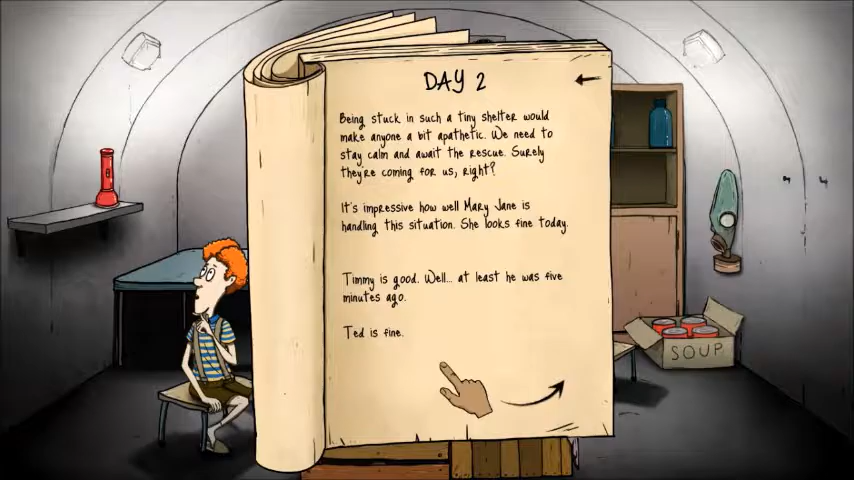 DAY 2
Being stuck in such a tiny shelter would
make anyone a bit apathetic. We need to
stay calm and await the rescue. Surely
they're coming for us, right?
It's impressive how well Mary Jane is
handling this situation. She looks fine today.
Timmy is good. Well... at least he was five
minutes ago.
Ted is fine.
SOUP